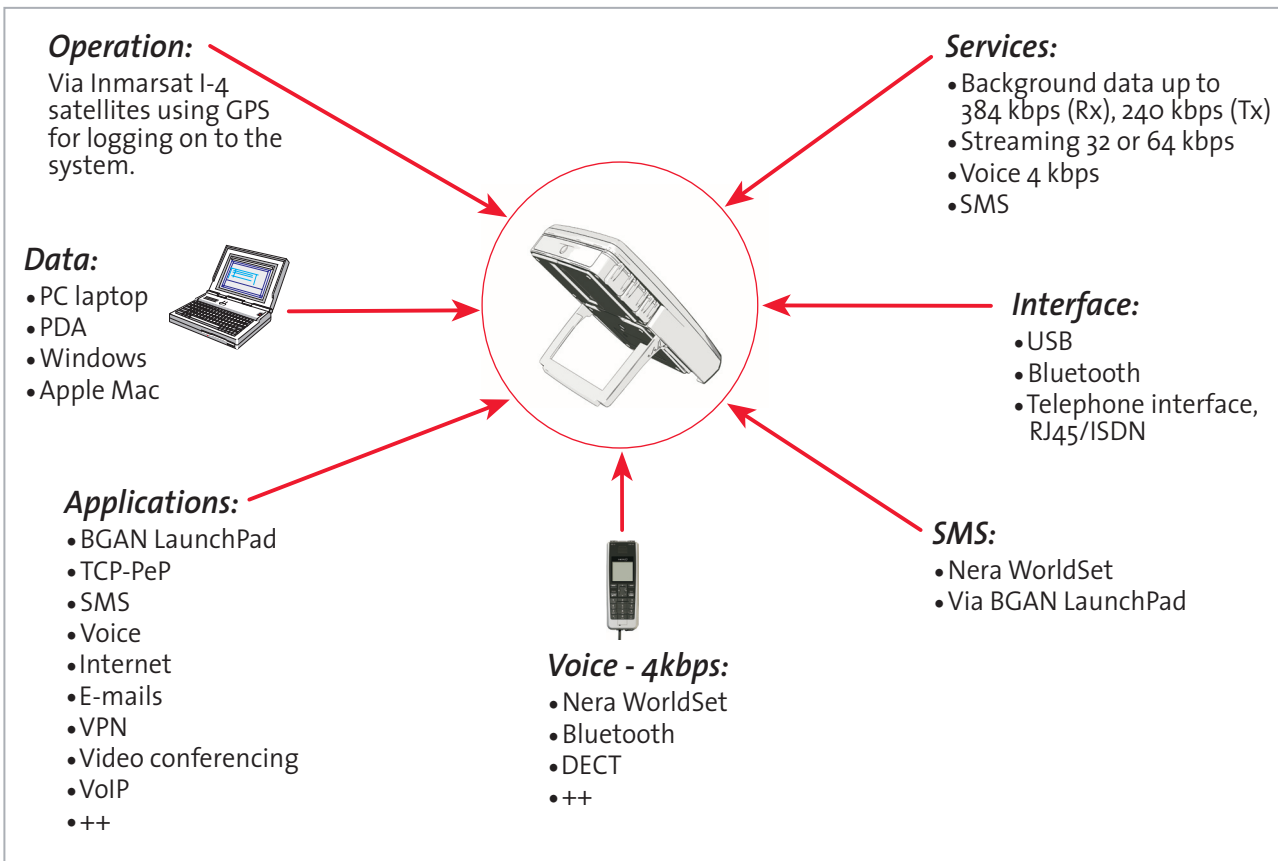 Operation:
Via Inmarsat I-4
satellites using GPS
for logging on to the
system.
Services:
•Background data up to
384 kbps (Rx), 240 kbps (Tx)
•Streaming 32 or 64 kbps
•Voice 4 kbps
•SMS
Data:
•PC laptop
•PDA
•Windows
•Apple Mac
Interface:
•USB
•Bluetooth
•Telephone interface,
RJ45/ISDN
Applications:
•BGAN LaunchPad
•TCP-PeP
•SMS
•Voice
•Internet
•E-mails
•VPN
•Video conferencing
•VoIP
•++
Voice - 4kbps:
•Nera WorldSet
•Bluetooth
•DECT
•++
SMS:
•Nera WorldSet
•Via BGAN LaunchPad